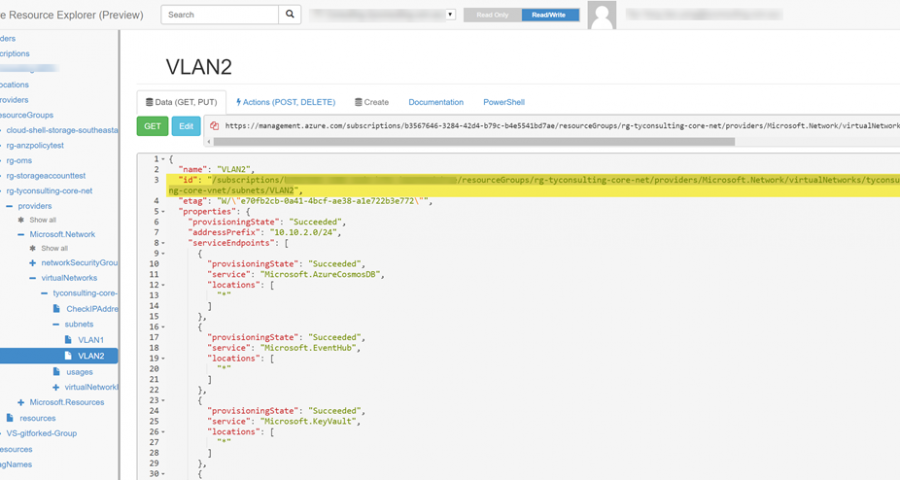 e Resource Explorer (Preview)
Search
Read Only
Read/Write
ders
criptions
ocations
roviders
esourceGroups
cloud-shell-storage-southeasta
rg-anzpolicytest
rg-oms
rg-storageaccounttest
rg-tyconsulting-core-net
providers
Show all
Microsoft.Network
Show all
networkSecurityGrou
virtualNetworks
tyconsulting-core-
CheckIPAddre
subnets
VLAN1
VLAN2
usages
virtualNetworkI
Microsoft.Resources
resources
VS-gitforked-Group
esources
agNames
VLAN2
Data (GET, PUT)
Actions (POST, DELETE)
Create
Documentation
PowerShell
GET
Edit
https://management.azure.com/subscriptions/b3567646-3284-42d4-b79c-b4e5541bd7ae/resourceGroups/rg-tyconsulting-core-net/providers/Microsoft.Network/virtualNetwork
1 {
2 "name": "VLAN2",
3 "id": "/subscriptions/ /resourceGroups/rg-tyconsulting-core-net/providers/Microsoft.Network/virtualNetworks/tyconsu
ng-core-vnet/subnets/VLAN2",
4 "etag": "W/\"e70fb2cb-0a41-4bcf-ae38-a1e722b3e772\"",
5 "properties": {
6 "provisioningState": "Succeeded",
7 "addressPrefix": "10.10.2.0/24",
8 "serviceEndpoints": [
9 {
10 "provisioningState": "Succeeded",
11 "service": "Microsoft.AzureCosmosDB",
12 "locations": [
13 "*"
14 ]
15 },
16 {
17 "provisioningState": "Succeeded",
18 "service": "Microsoft.EventHub",
19 "locations": [
20 "*"
21 ]
22 },
23 {
24 "provisioningState": "Succeeded",
25 "service": "Microsoft.KeyVault",
26 "locations": [
27 "*"
28 ]
29 },
30 {